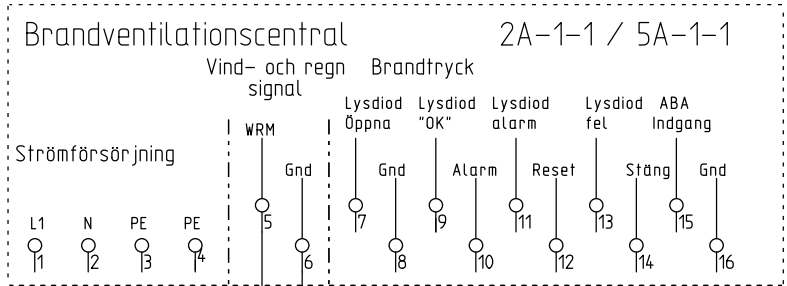 Brandventilationscentral 2A-1-1 / 5A-1-1
Vind- och regn signal
Brandtryck
Strömförsörjning
WRM
Gnd
Lysdiod Öppna
Gnd
Lysdiod "OK"
Alarm
Lysdiod alarm
Reset
Lysdiod fel
Stäng
ABA Indgang
Gnd
L1 N PE PE
1 2 3 4 5 6 7 8 9 10 11 12 13 14 15 16